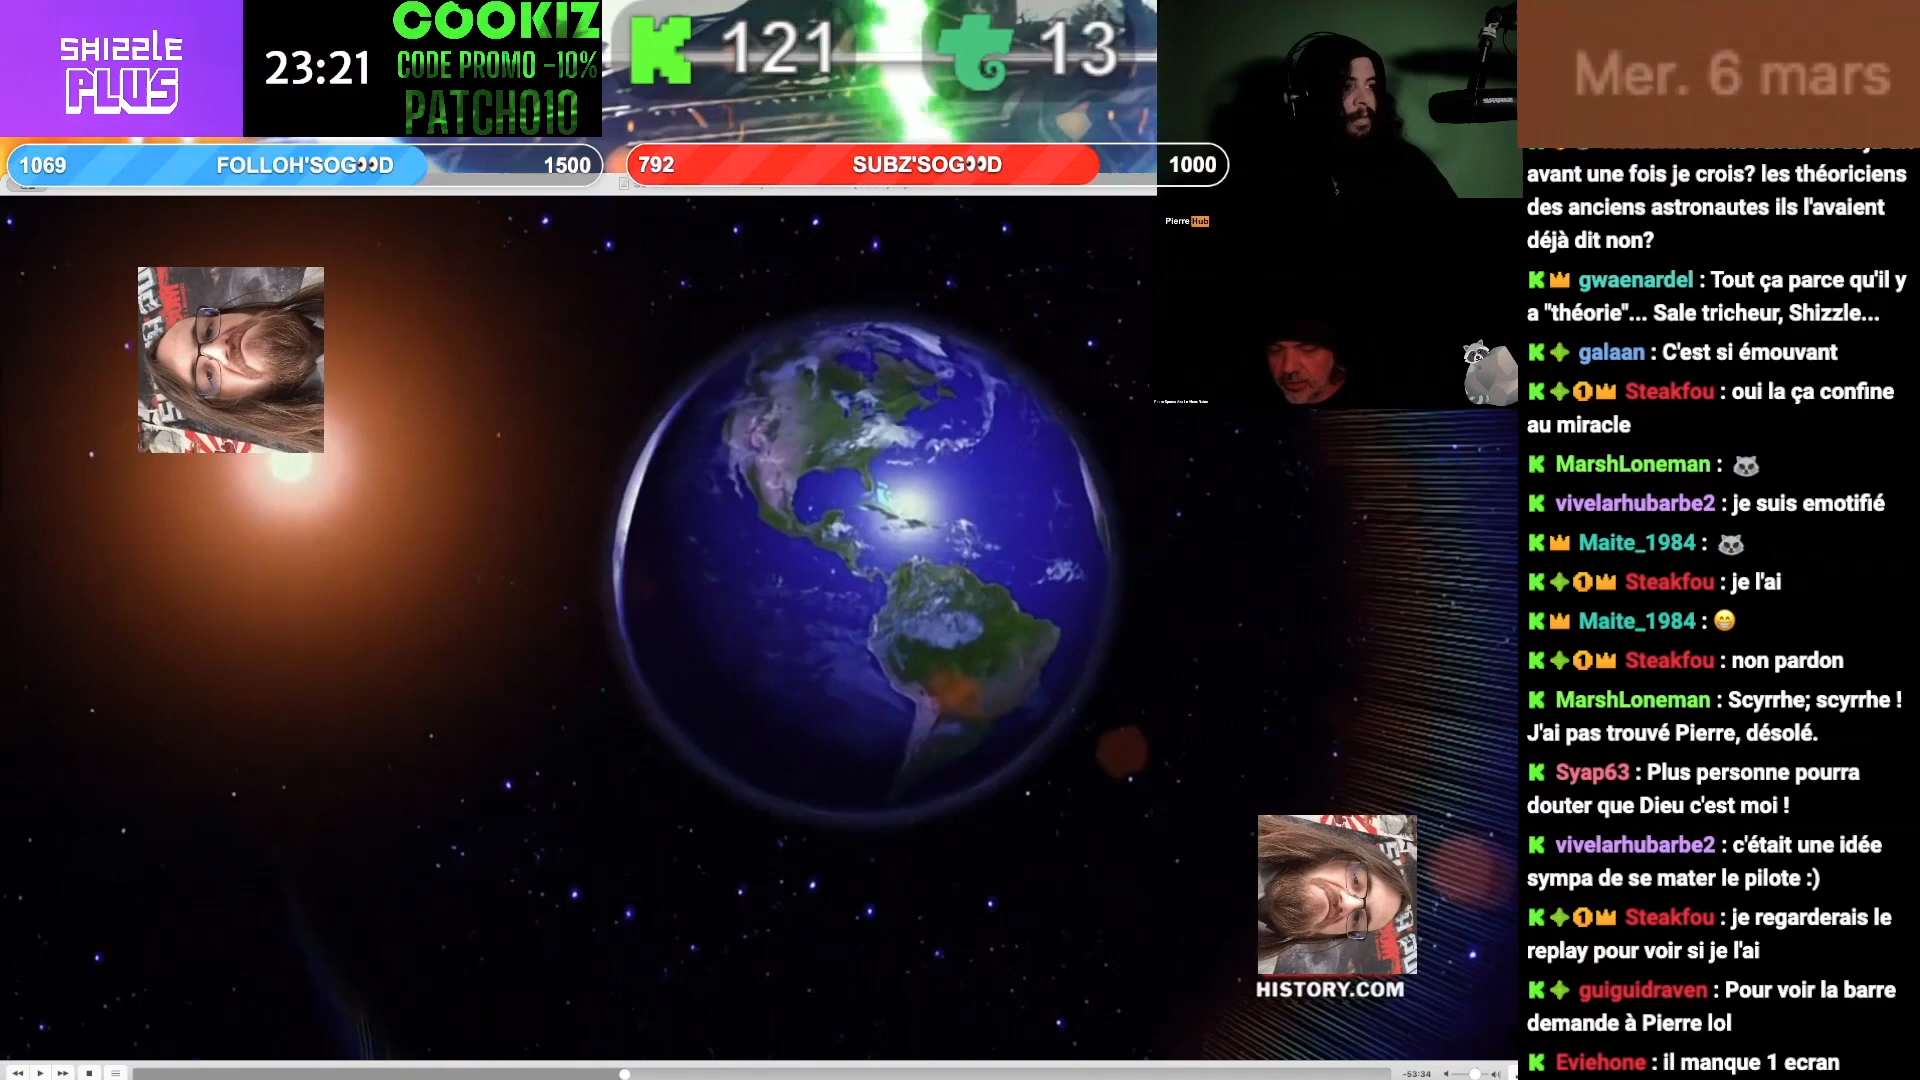 SHIZZLE
PLUS
23:21
COOKIZ
CODE PROMO -10%
PATCHO10
121
13
Mer. 6 mars
1069
FOLLOH'SOG👀D
1500
792
SUBZ'SOG👀D
1000
Pierre Hub
HISTORY.COM
-53:34
avant une fois je crois? les théoriciens
des anciens astronautes ils l'avaient
déjà dit non?
gwaenardel : Tout ça parce qu'il y
a "théorie"... Sale tricheur, Shizzle...
galaan : C'est si émouvant
Steakfou : oui la ça confine
au miracle
MarshLoneman : 🦝
vivelarhubarbe2 : je suis emotifié
Maite_1984 : 🦝
Steakfou : je l'ai
Maite_1984 : 😁
Steakfou : non pardon
MarshLoneman : Scyrrhe; scyrrhe !
J'ai pas trouvé Pierre, désolé.
Syap63 : Plus personne pourra
douter que Dieu c'est moi !
vivelarhubarbe2 : c'était une idée
sympa de se mater le pilote :)
Steakfou : je regarderais le
replay pour voir si je l'ai
guiguidraven : Pour voir la barre
demande à Pierre lol
Eviehone : il manque 1 ecran